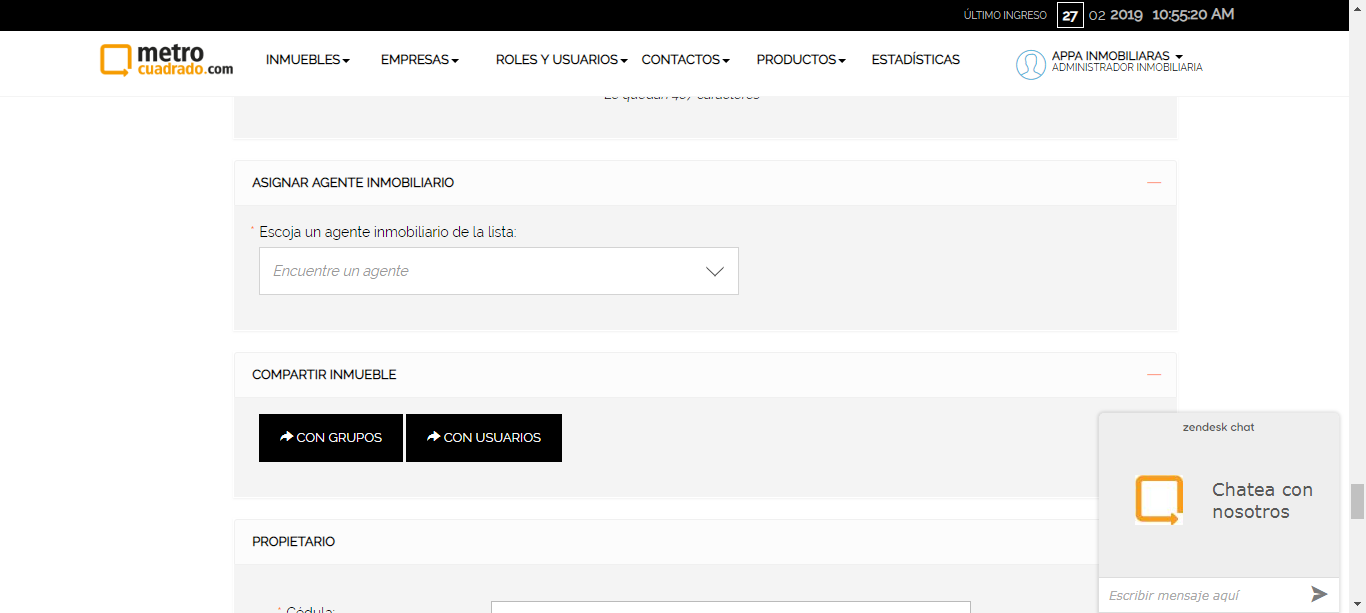 ÚLTIMO INGRESO 27 02 2019 10:55:20 AM
metro
cuadrado.com
INMUEBLES EMPRESAS ROLES Y USUARIOS CONTACTOS PRODUCTOS ESTADÍSTICAS
APPA INMOBILIARAS
ADMINISTRADOR INMOBILIARIA
ASIGNAR AGENTE INMOBILIARIO
* Escoja un agente inmobiliario de la lista:
Encuentre un agente
COMPARTIR INMUEBLE
CON GRUPOS CON USUARIOS
zendesk chat
Chatea con
nosotros
PROPIETARIO
Escribir mensaje aquí
* Cédula: